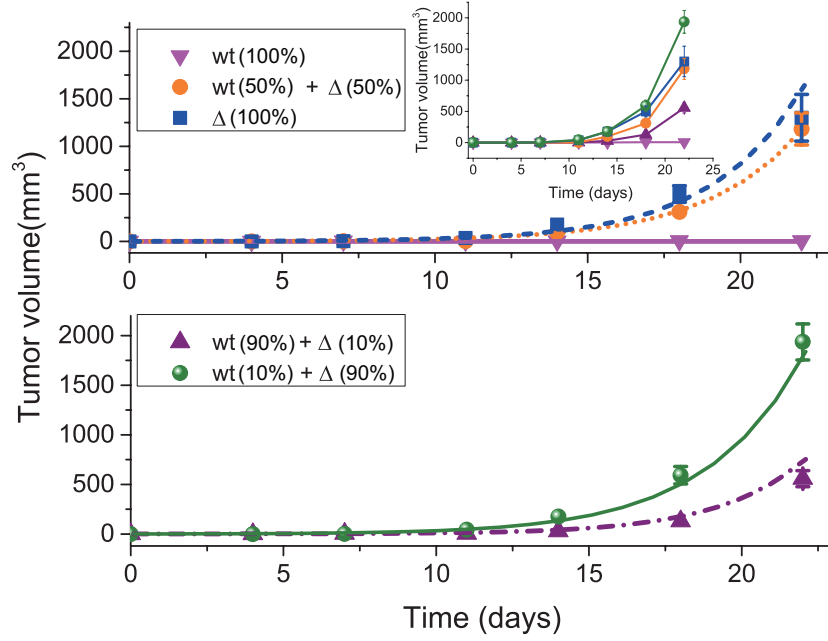 Tumor volume(mm³)
2000
1500
1000
500
0
0 5 10 15 20
wt (100%)
wt(50%) + Δ (50%)
Δ (100%)
Tumor volume(mm³)
2000
1500
1000
500
0
0 5 10 15 20 25
Time (days)
2000
1500
1000
500
0
0 5 10 15 20
wt (90%) + Δ (10%)
wt (10%) + Δ (90%)
Time (days)